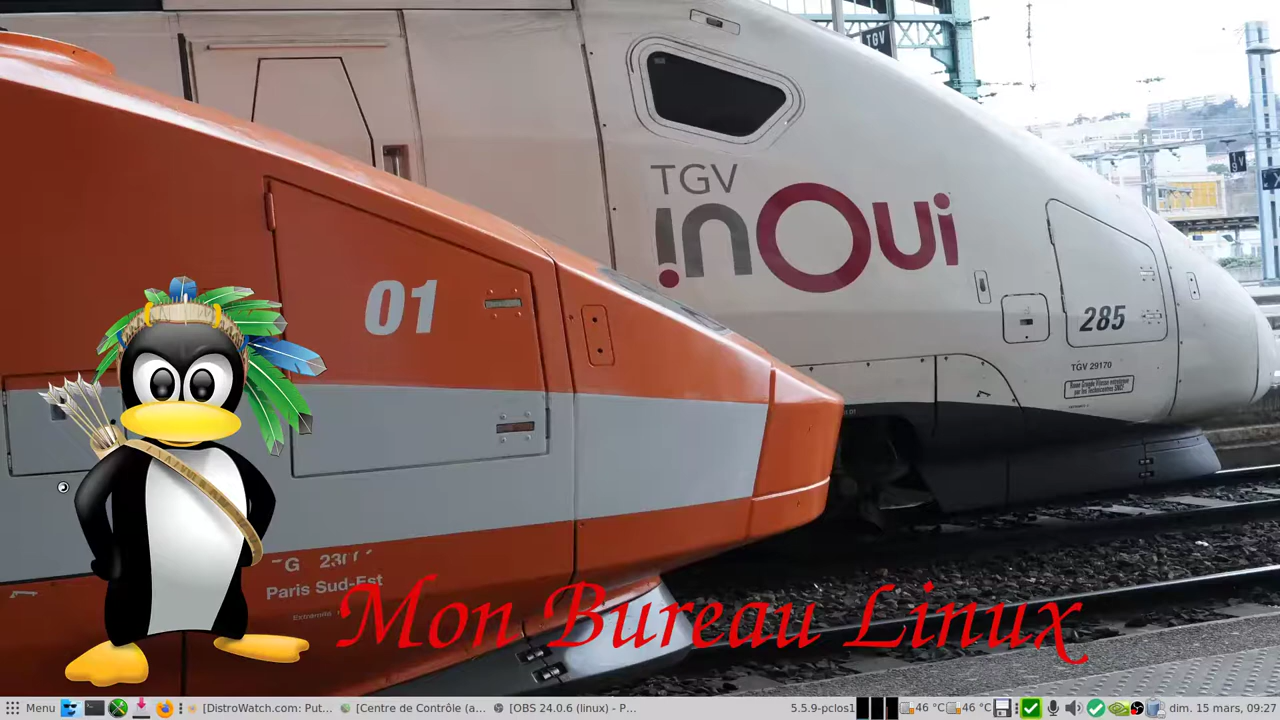 TGV
TGV
inOui
01
285
TGV 29170
Paris Sud-Est
Mon Bureau Linux
Menu
[DistroWatch.com: Put...
[Centre de Contrôle (a...
[OBS 24.0.6 (linux) - P...
5.5.9-pclos1
46 °C
46 °C
dim. 15 mars, 09:27